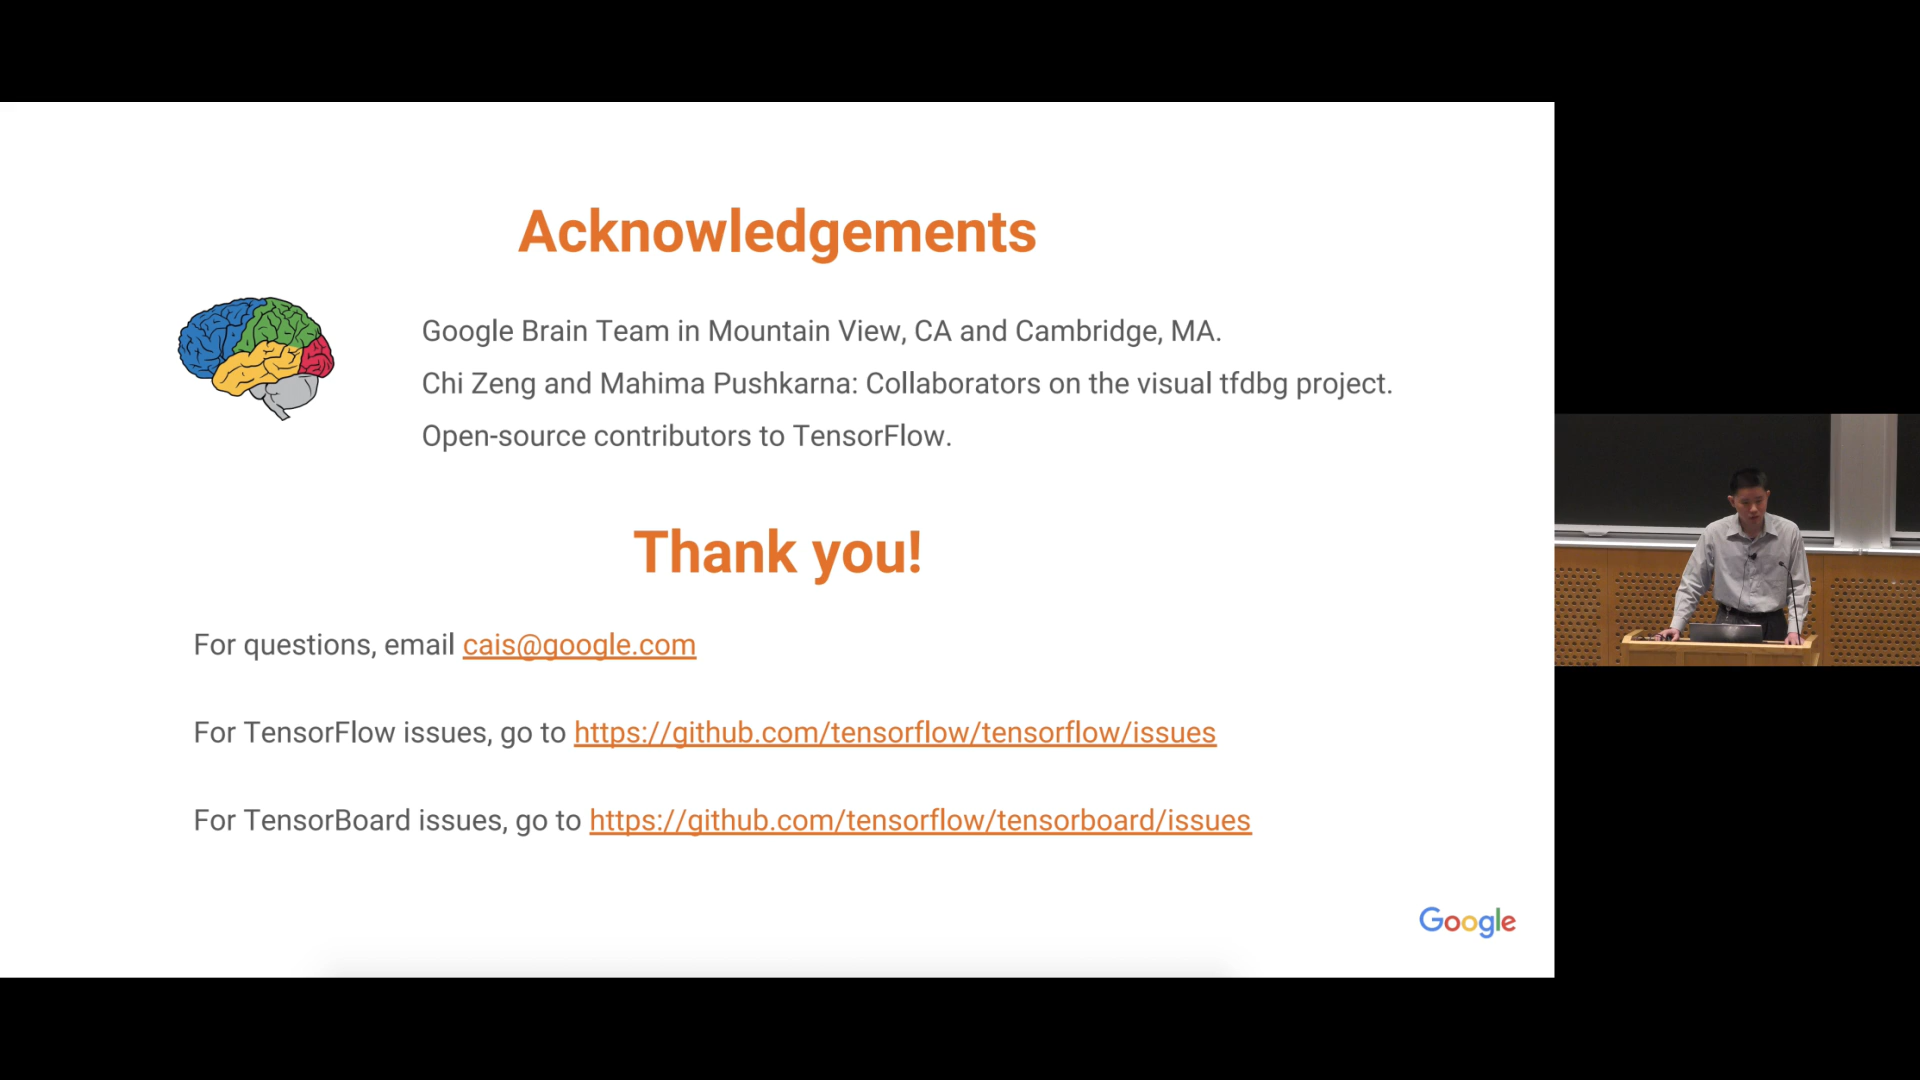 Acknowledgements
Google Brain Team in Mountain View, CA and Cambridge, MA.
Chi Zeng and Mahima Pushkarna: Collaborators on the visual tfdbg project.
Open-source contributors to TensorFlow.
Thank you!
For questions, email cais@google.com
For TensorFlow issues, go to https://github.com/tensorflow/tensorflow/issues
For TensorBoard issues, go to https://github.com/tensorflow/tensorboard/issues
Google